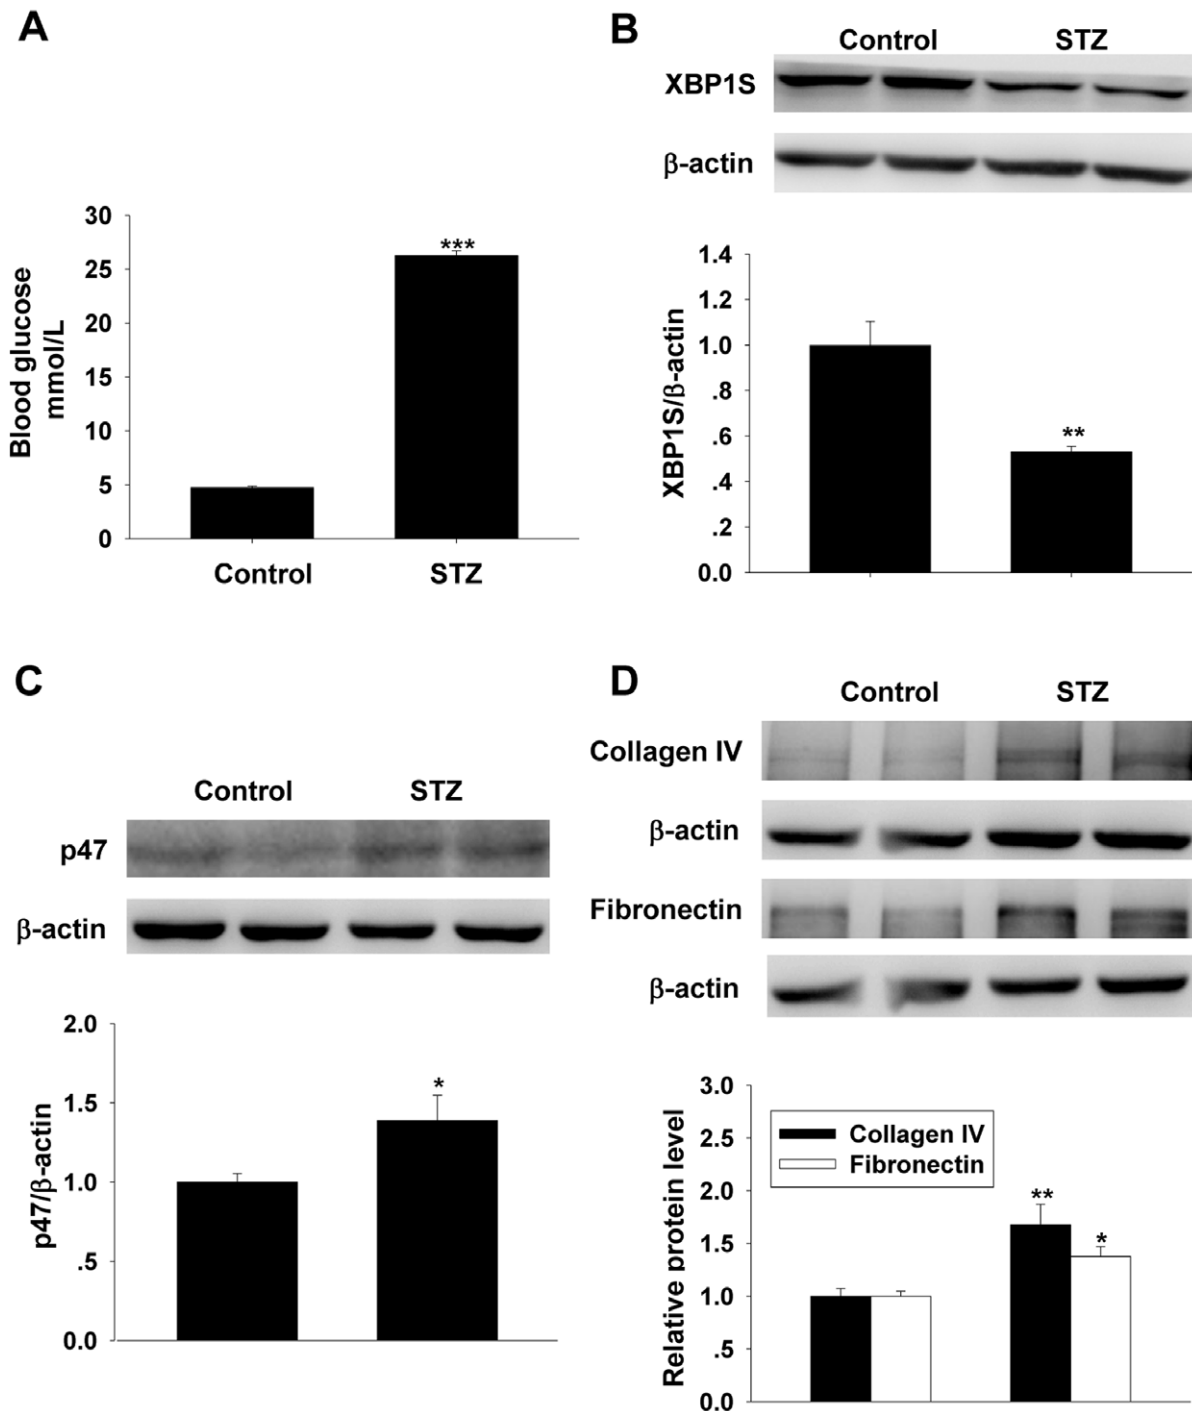 A
30
25
20
15
10
5
0
Blood glucose
mmol/L
***
Control STZ
B
Control STZ
XBP1S
β-actin
1.4
1.2
1.0
.8
.6
.4
.2
0.0
XBP1S/β-actin
**
C
Control STZ
p47
β-actin
2.0
1.5
1.0
.5
0.0
p47/β-actin
*
D
Control STZ
Collagen IV
β-actin
Fibronectin
β-actin
3.0
2.5
2.0
1.5
1.0
.5
0.0
Relative protein level
Collagen IV
Fibronectin
**
*